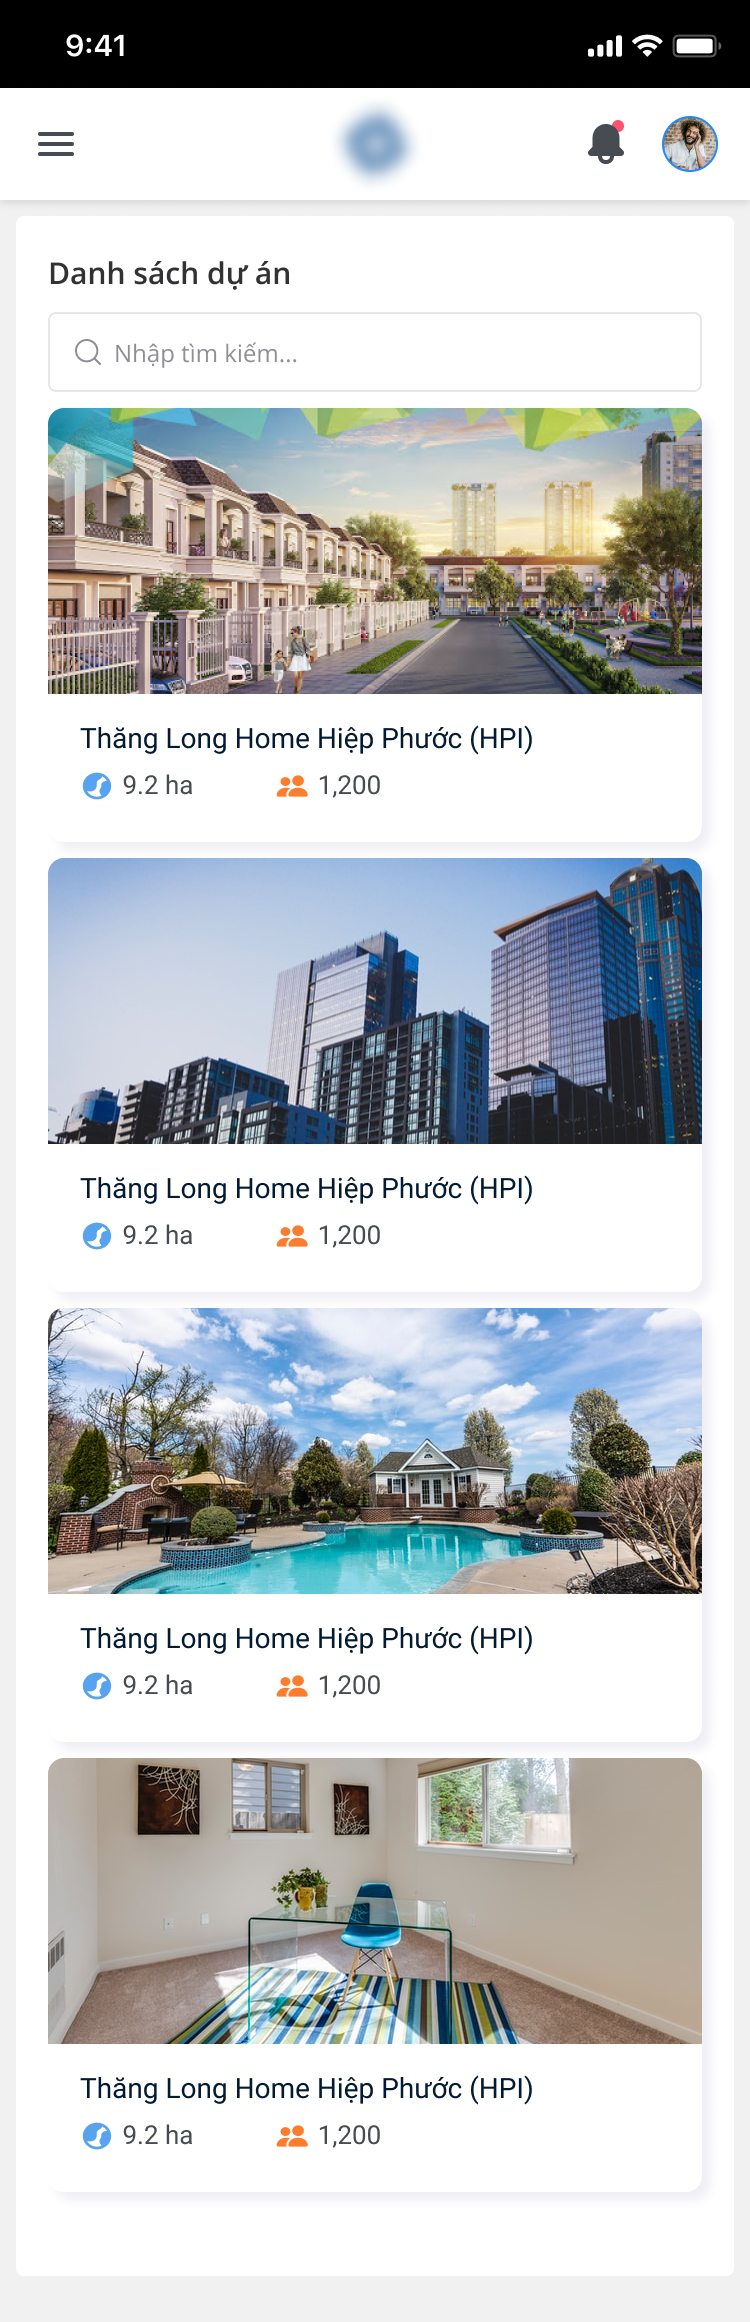 9:41
Danh sách dự án
Nhập tìm kiếm...
Thăng Long Home Hiệp Phước (HPI)
9.2 ha 1,200
Thăng Long Home Hiệp Phước (HPI)
9.2 ha 1,200
Thăng Long Home Hiệp Phước (HPI)
9.2 ha 1,200
Thăng Long Home Hiệp Phước (HPI)
9.2 ha 1,200